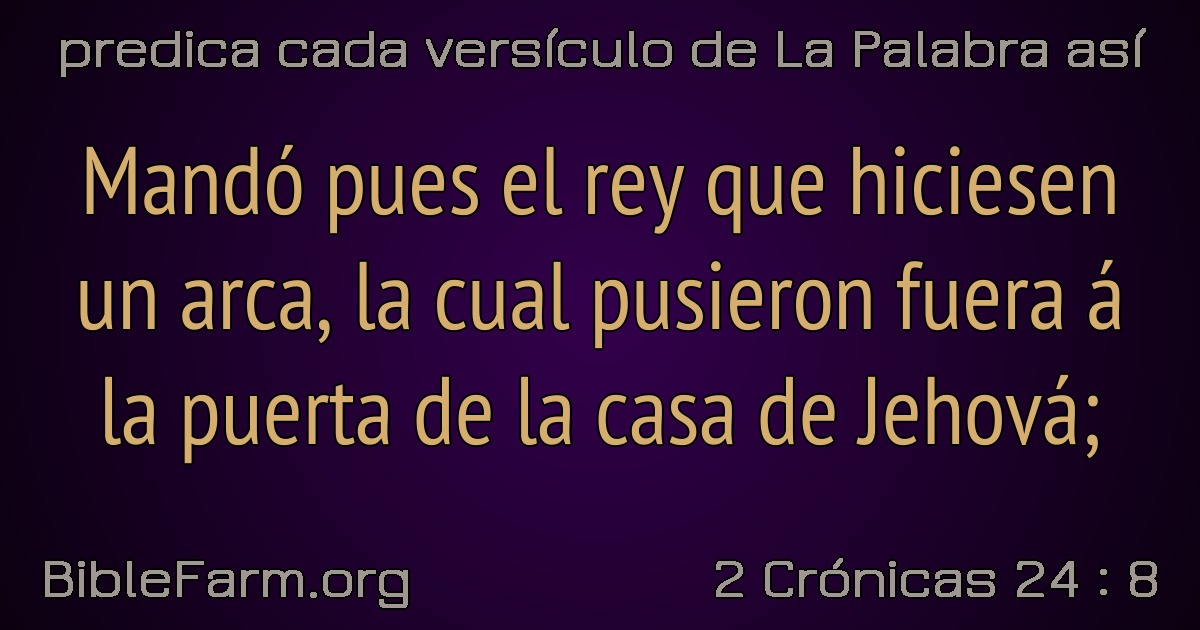 predica cada versículo de La Palabra así
Mandó pues el rey que hiciesen
un arca, la cual pusieron fuera á
la puerta de la casa de Jehová;
BibleFarm.org
2 Crónicas 24 : 8